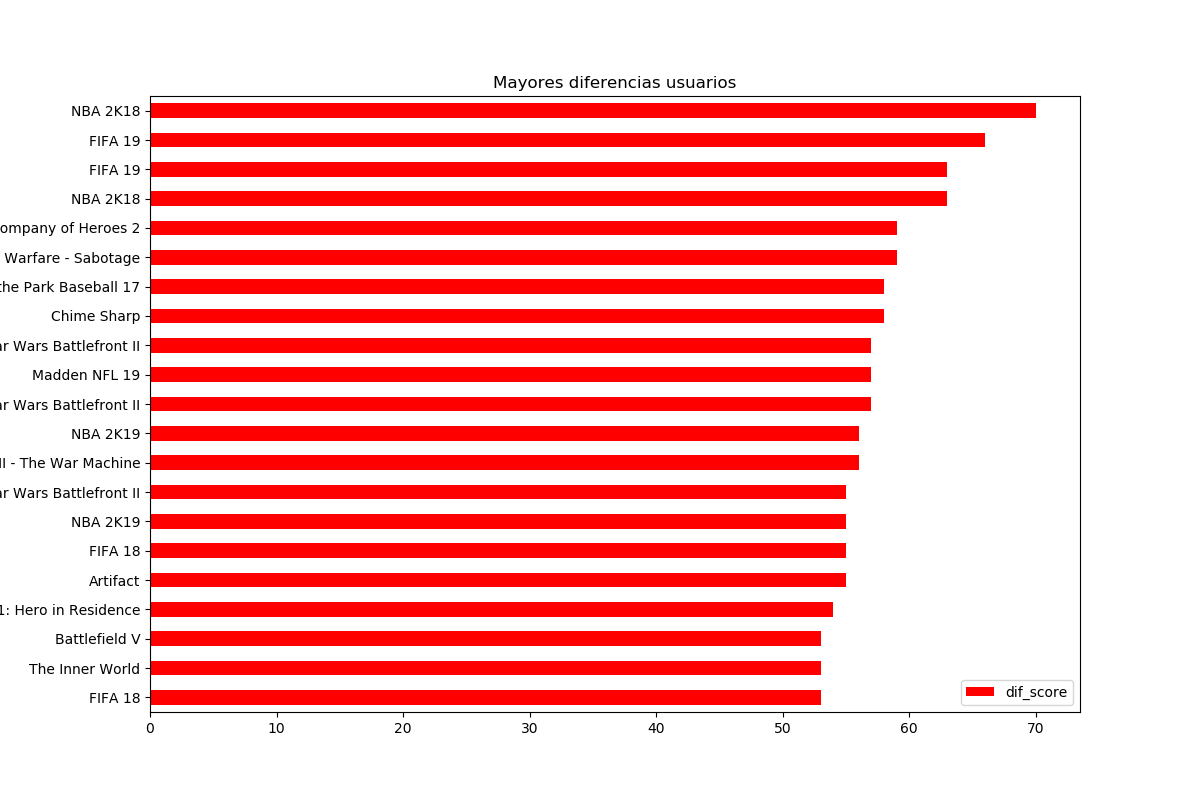 Mayores diferencias usuarios
NBA 2K18
FIFA 19
FIFA 19
NBA 2K18
ompany of Heroes 2
Warfare - Sabotage
the Park Baseball 17
Chime Sharp
ar Wars Battlefront II
Madden NFL 19
ar Wars Battlefront II
NBA 2K19
II - The War Machine
ar Wars Battlefront II
NBA 2K19
FIFA 18
Artifact
1: Hero in Residence
Battlefield V
The Inner World
FIFA 18
dif_score
0 10 20 30 40 50 60 70